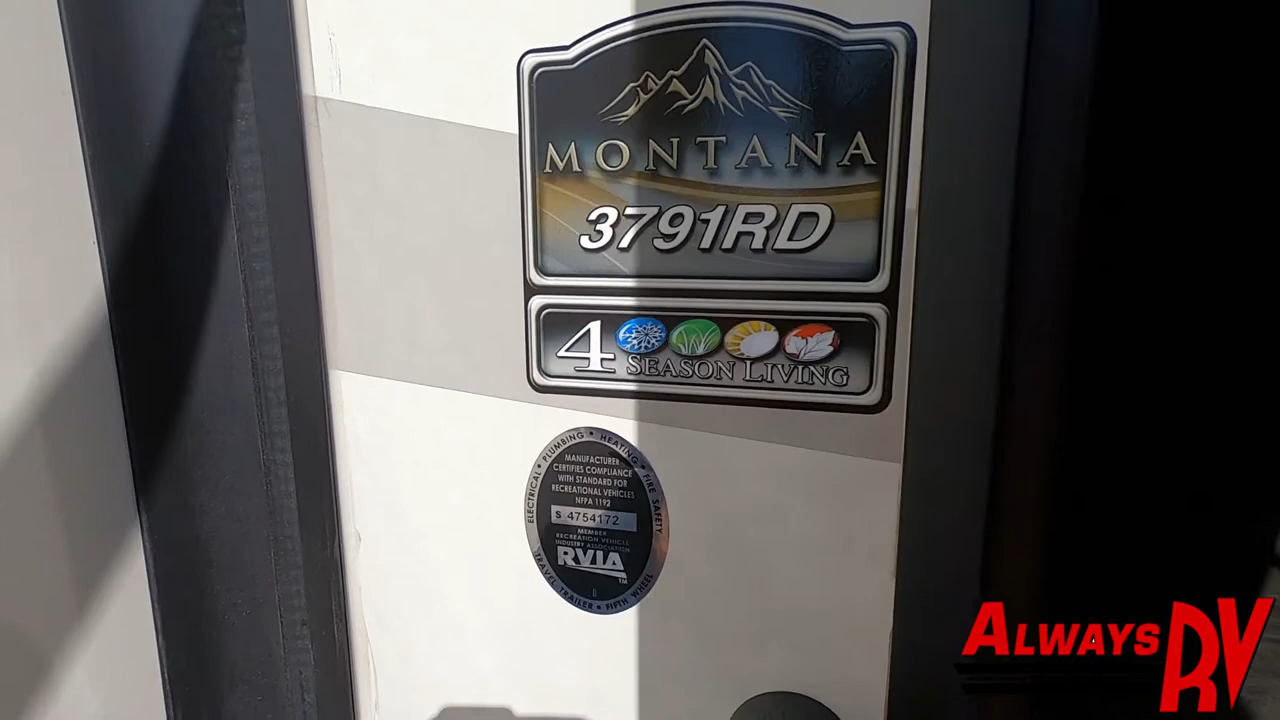 MONTANA
3791RD
4 SEASON LIVING
ELECTRICAL • PLUMBING • HEATING • FIRE SAFETY
MANUFACTURER
CERTIFIES COMPLIANCE
WITH STANDARD FOR
RECREATIONAL VEHICLES
NFPA 1192
S 4754172
MEMBER
RECREATION VEHICLE
INDUSTRY ASSOCIATION
RVIA TM
TRAVEL TRAILER • FIFTH WHEEL
ALWAYS RV